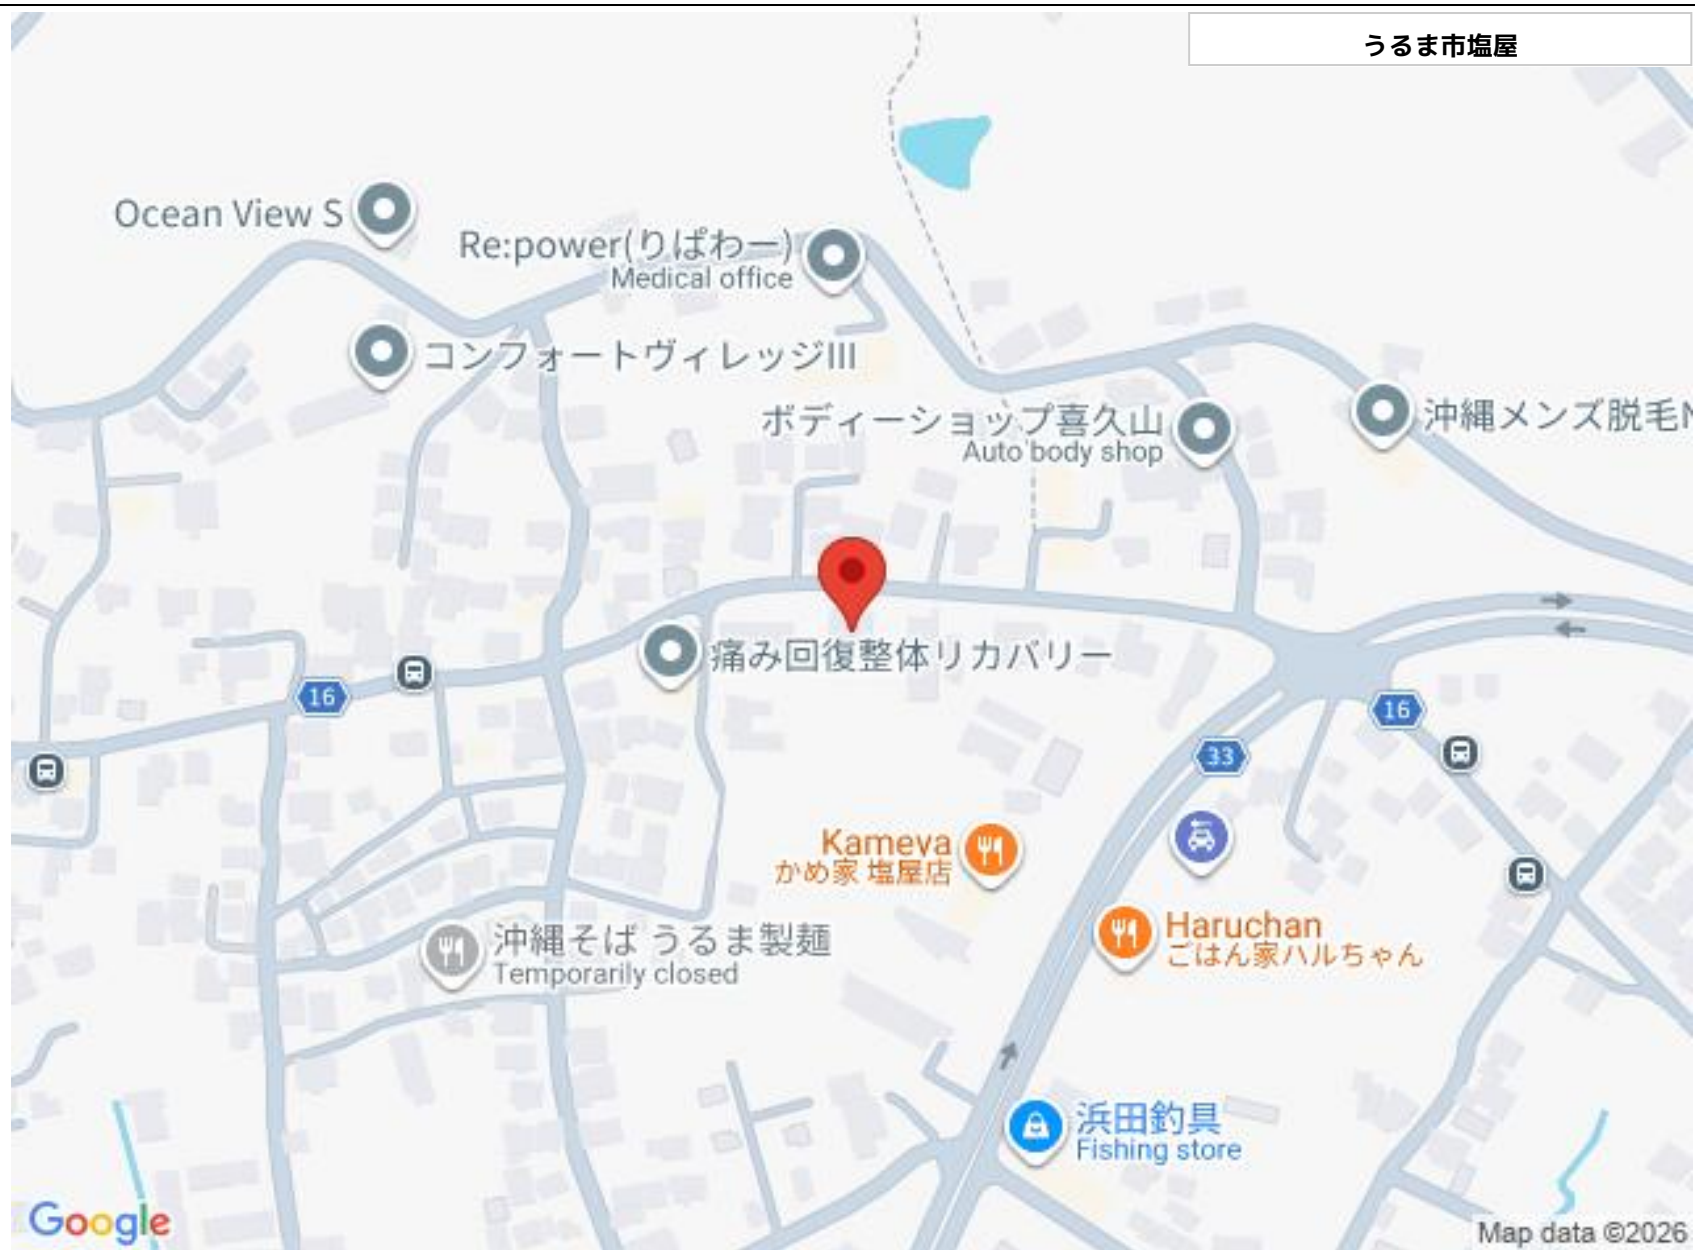 うるま市塩屋
Ocean View S
Re:power(りぱわー)
Medical office
コンフォートヴィレッジIII
ボディーショップ喜久山
Auto body shop
沖縄メンズ脱毛N
痛み回復整体リカバリー
16
16
33
Kameya
かめ家 塩屋店
Haruchan
ごはん家ハルちゃん
沖縄そば うるま製麺
Temporarily closed
浜田釣具
Fishing store
Google
Map data ©2026